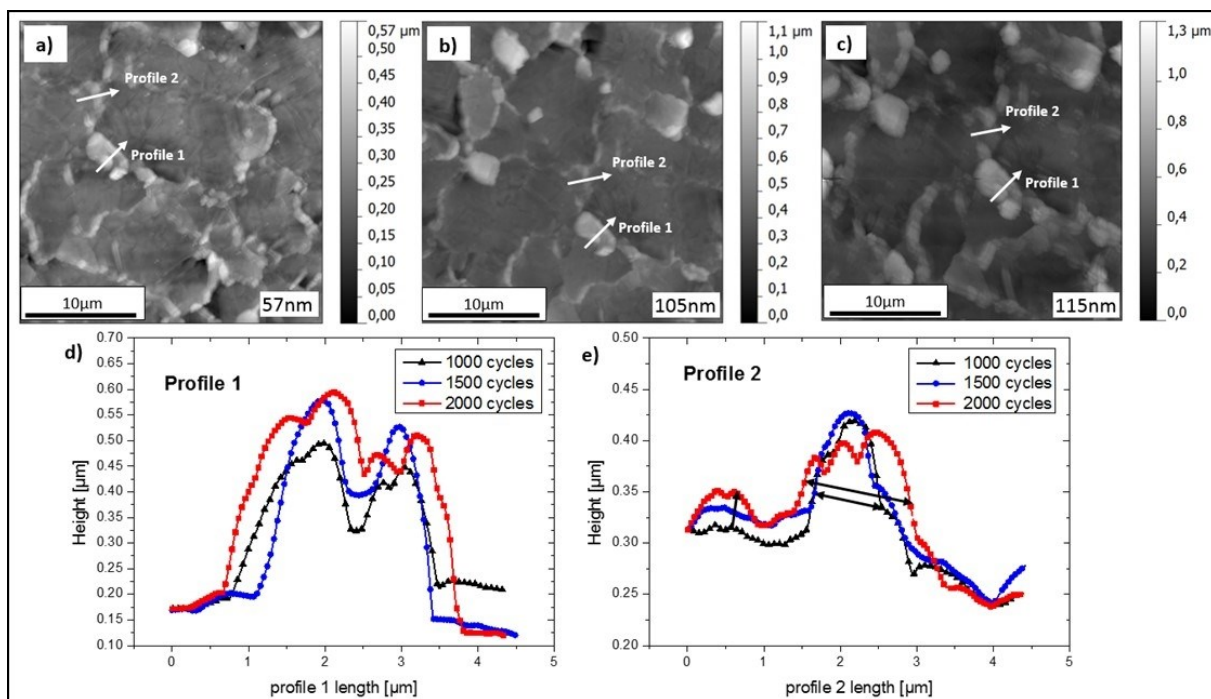 a)
Profile 2
Profile 1
10µm
57nm
0,57 µm
0,50
0,45
0,40
0,35
0,30
0,25
0,20
0,15
0,10
0,05
0,00
b)
Profile 2
Profile 1
10µm
105nm
1,1 µm
1,0
0,9
0,8
0,7
0,6
0,5
0,4
0,3
0,2
0,1
0,0
c)
Profile 2
Profile 1
10µm
115nm
1,3 µm
1,0
0,8
0,6
0,4
0,2
0,0
d)
Profile 1
1000 cycles
1500 cycles
2000 cycles
Height [µm]
0.70
0.65
0.60
0.55
0.50
0.45
0.40
0.35
0.30
0.25
0.20
0.15
0.10
0 1 2 3 4 5
profile 1 length [µm]
e)
Profile 2
1000 cycles
1500 cycles
2000 cycles
Height [µm]
0.50
0.45
0.40
0.35
0.30
0.25
0.20
0 1 2 3 4 5
profile 2 length [µm]